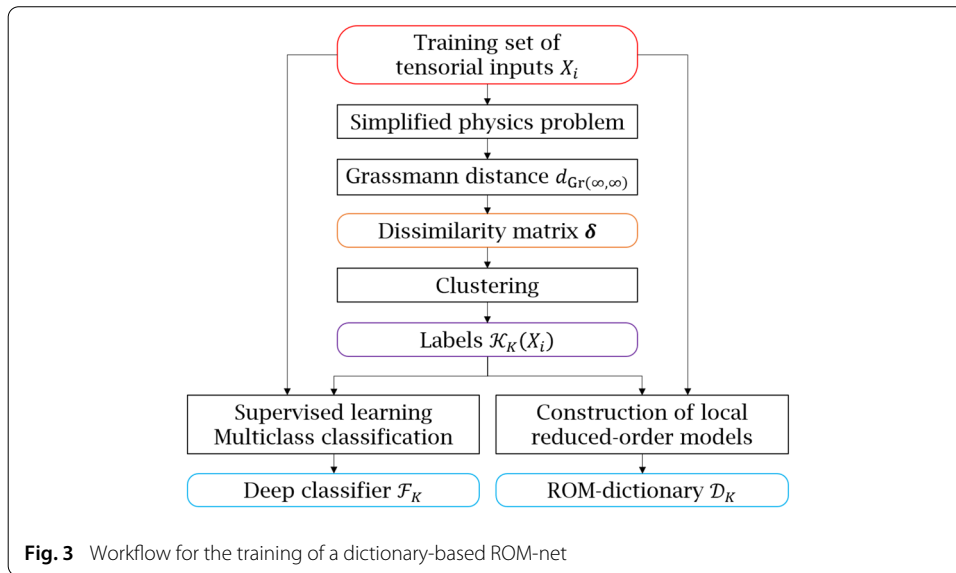 Training set of
tensorial inputs 𝑋ᵢ
Simplified physics problem
Grassmann distance 𝑑_Gr(∞,∞)
Dissimilarity matrix 𝜹
Clustering
Labels 𝒦_K(𝑋ᵢ)
Supervised learning
Multiclass classification
Construction of local
reduced-order models
Deep classifier ℱ_K
ROM-dictionary 𝒟_K
Fig. 3 Workflow for the training of a dictionary-based ROM-net